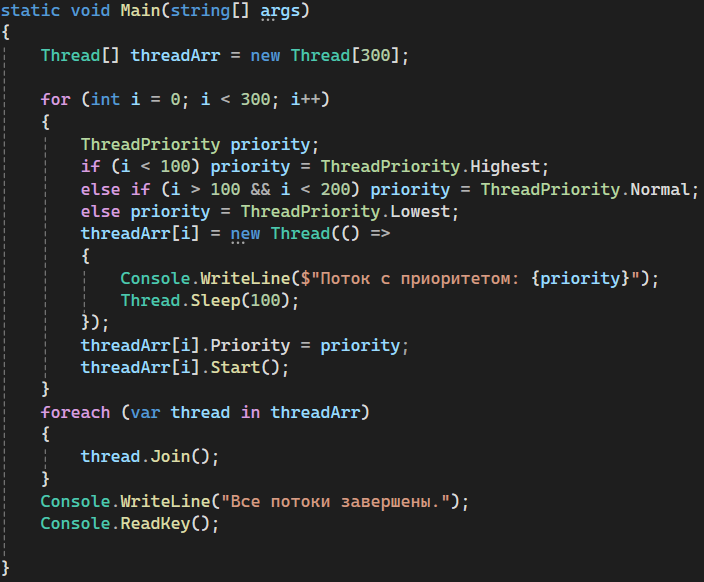 static void Main(string[] args)
{
    Thread[] threadArr = new Thread[300];

    for (int i = 0; i < 300; i++)
    {
        ThreadPriority priority;
        if (i < 100) priority = ThreadPriority.Highest;
        else if (i > 100 && i < 200) priority = ThreadPriority.Normal;
        else priority = ThreadPriority.Lowest;
        threadArr[i] = new Thread(() =>
        {
            Console.WriteLine($"Поток с приоритетом: {priority}");
            Thread.Sleep(100);
        });
        threadArr[i].Priority = priority;
        threadArr[i].Start();
    }
    foreach (var thread in threadArr)
    {
        thread.Join();
    }
    Console.WriteLine("Все потоки завершены.");
    Console.ReadKey();

}